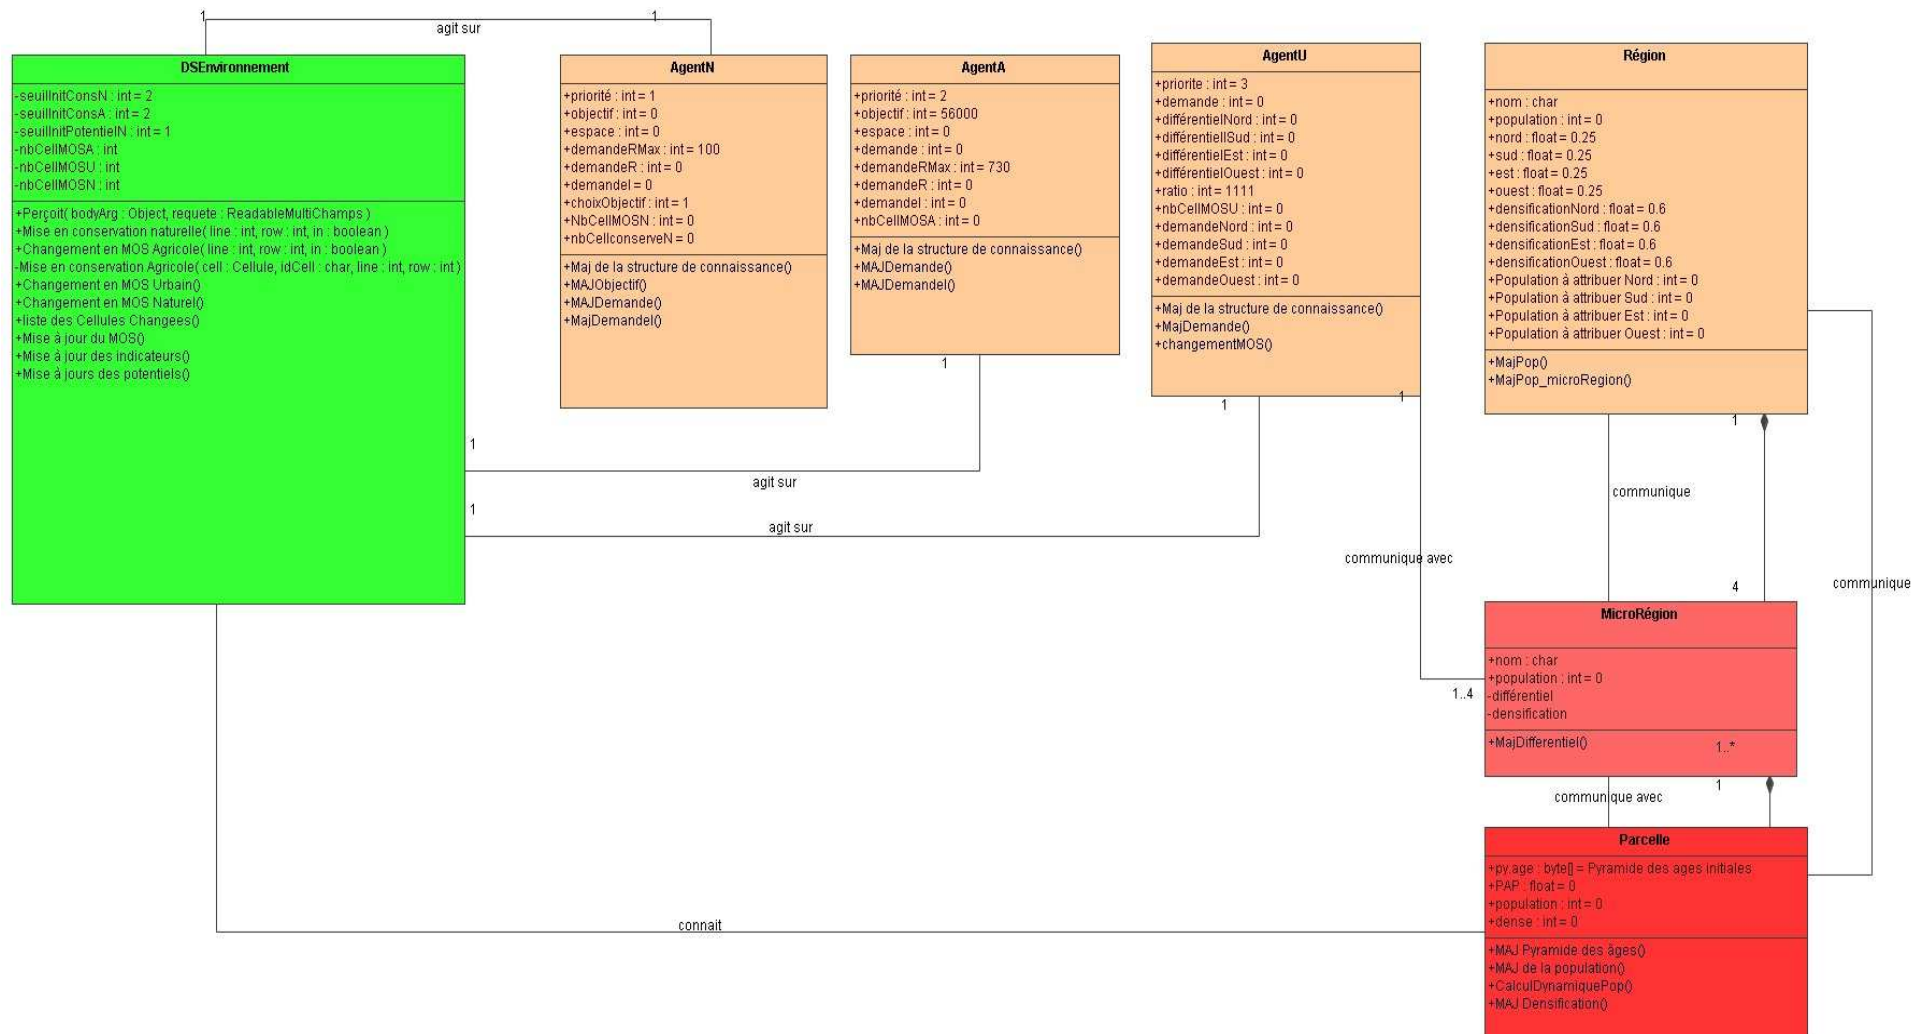 1
agit sur
1
DSEnvironnement
-seuilInitConsN : int = 2
-seuilInitConsA : int = 2
-seuilInitPotentielN : int = 1
-nbCellMOSA : int
-nbCellMOSU : int
-nbCellMOSN : int
+Perçoit( bodyArg : Object, requete : ReadableMultiChamps )
+Mise en conservation naturelle( line : int, row : int, in : boolean )
+Changement en MOS Agricole( line : int, row : int, in : boolean )
-Mise en conservation Agricole( cell : Cellule, idCell : char, line : int, row : int )
+Changement en MOS Urbain()
+Changement en MOS Naturel()
+liste des Cellules Changees()
+Mise à jour du MOS()
+Mise à jour des indicateurs()
+Mise à jours des potentiels()
AgentN
+priorité : int = 1
+objectif : int = 0
+espace : int = 0
+demandeRMax : int = 100
+demandeR : int = 0
+demandeI = 0
+choixObjectif : int = 1
+NbCellMOSN : int = 0
+nbCellconserveN = 0
+Maj de la structure de connaissance()
+MAJObjectif()
+MAJDemande()
+MajDemandeI()
AgentA
+priorité : int = 2
+objectif : int = 56000
+espace : int = 0
+demande : int = 0
+demandeRMax : int = 730
+demandeR : int = 0
+demandeI : int = 0
+nbCellMOSA : int = 0
+Maj de la structure de connaissance()
+MAJDemande()
+MAJDemandeI()
1
AgentU
+priorite : int = 3
+demande : int = 0
+différentielNord : int = 0
+différentiellSud : int = 0
+différentielEst : int = 0
+différentielOuest : int = 0
+ratio : int = 1111
+nbCellMOSU : int = 0
+demandeNord : int = 0
+demandeSud : int = 0
+demandeEst : int = 0
+demandeOuest : int = 0
+Maj de la structure de connaissance()
+MajDemande()
+changementMOS()
1
1
Région
+nom : char
+population : int = 0
+nord : float = 0.25
+sud : float = 0.25
+est : float = 0.25
+ouest : float = 0.25
+densificationNord : float = 0.6
+densificationSud : float = 0.6
+densificationEst : float = 0.6
+densificationOuest : float = 0.6
+Population à attribuer Nord : int = 0
+Population à attribuer Sud : int = 0
+Population à attribuer Est : int = 0
+Population à attribuer Ouest : int = 0
+MajPop()
+MajPop_microRegion()
1
1
agit sur
1
agit sur
communique
communique avec
communique
4
MicroRégion
+nom : char
+population : int = 0
-différentiel
-densification
+MajDifferentiel()
1..4
1..*
1
communique avec
Parcelle
+py.age : byte[] = Pyramide des ages initiales
+PAP : float = 0
+population : int = 0
+dense : int = 0
+MAJ Pyramide des âges()
+MAJ de la population()
+CalculDynamiquePop()
+MAJ Densification()
connait